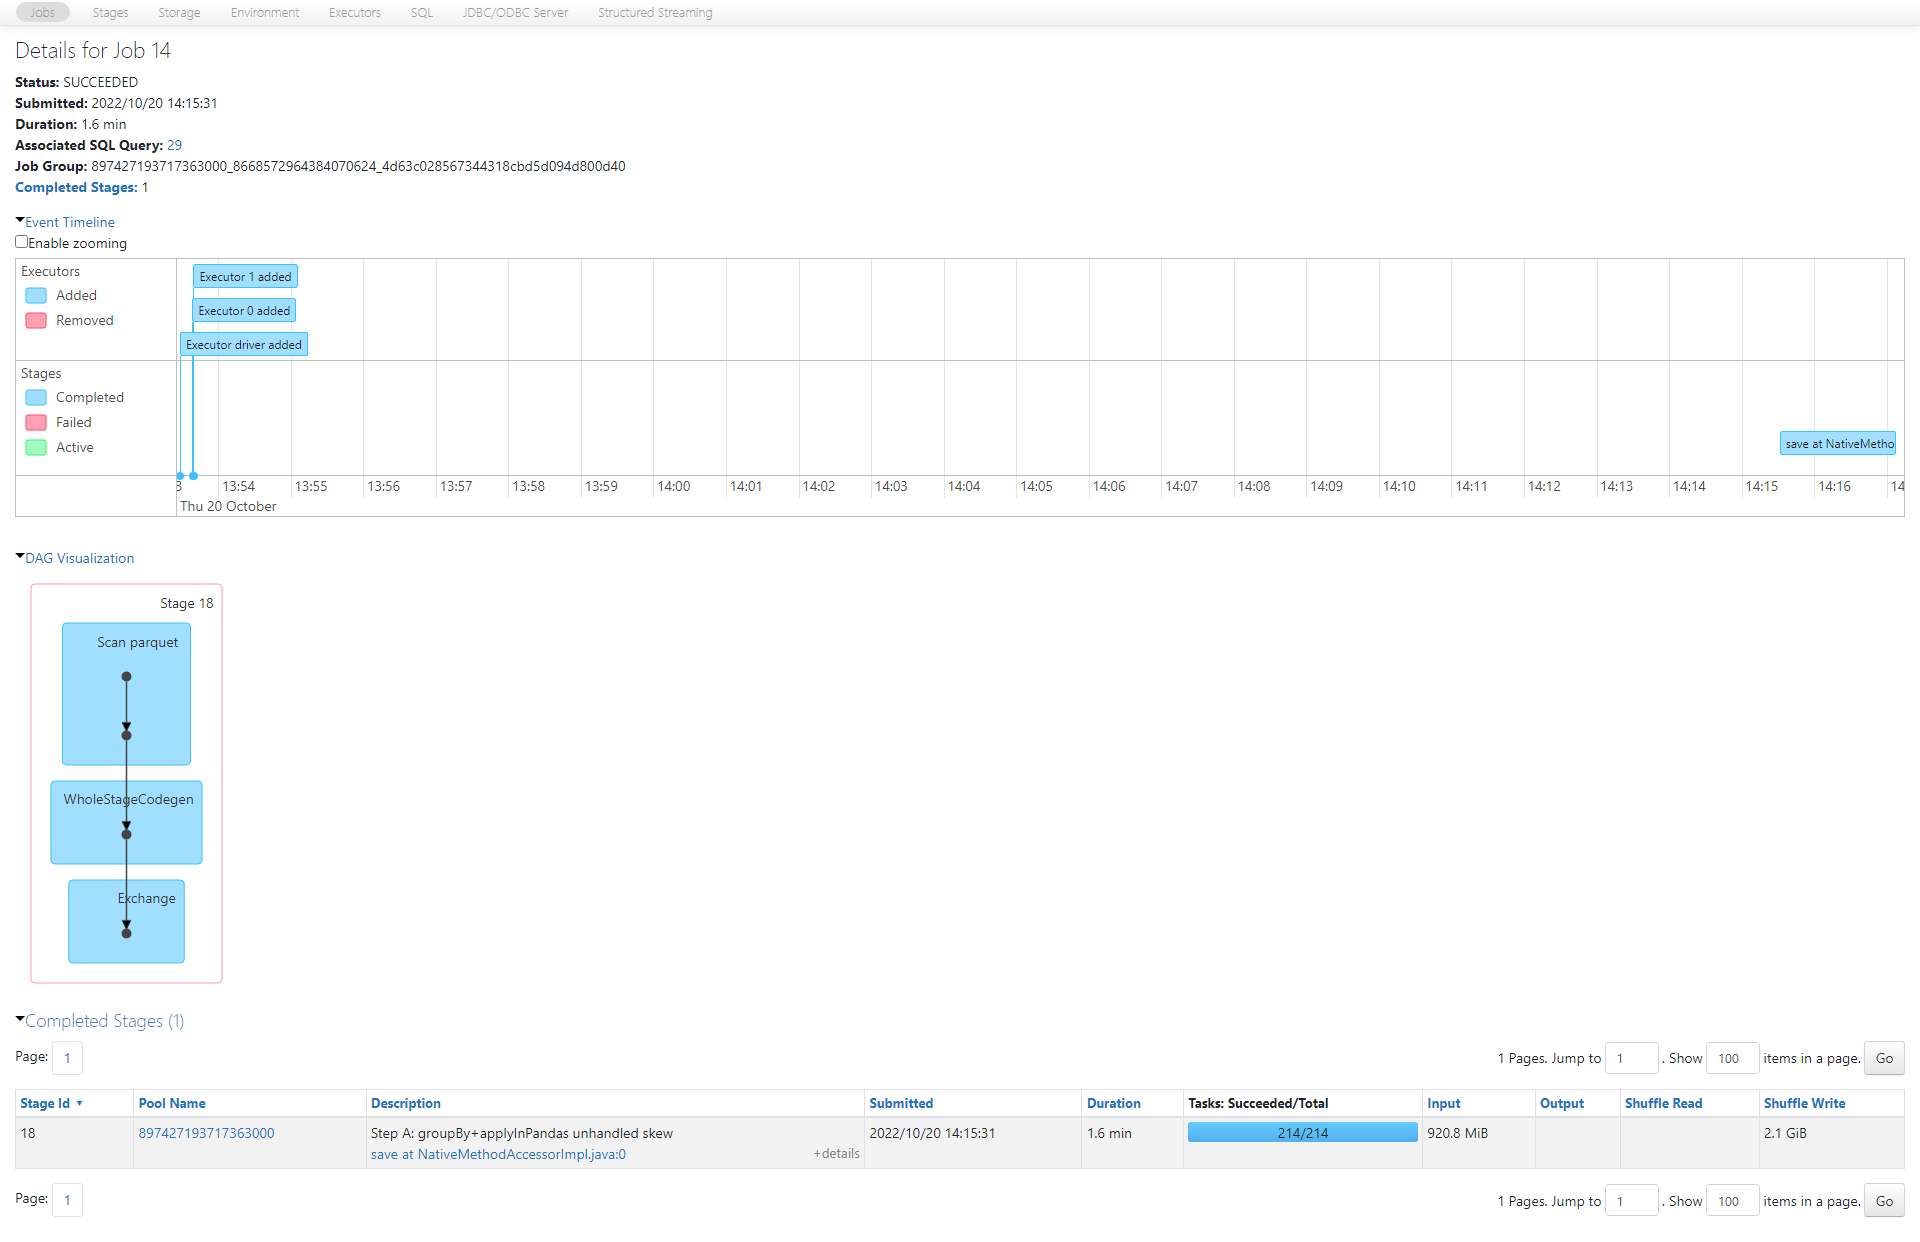 Jobs Stages Storage Environment Executors SQL JDBC/ODBC Server Structured Streaming
Details for Job 14
Status: SUCCEEDED
Submitted: 2022/10/20 14:15:31
Duration: 1.6 min
Associated SQL Query: 29
Job Group: 897427193717363000_8668572964384070624_4d63c028567344318cbd5d094d800d40
Completed Stages: 1
Event Timeline
Enable zooming
Executors
Added
Removed
Executor 1 added
Executor 0 added
Executor driver added
Stages
Completed
Failed
Active
save at NativeMetho
3 13:54 13:55 13:56 13:57 13:58 13:59 14:00 14:01 14:02 14:03 14:04 14:05 14:06 14:07 14:08 14:09 14:10 14:11 14:12 14:13 14:14 14:15 14:16 14
Thu 20 October
DAG Visualization
Stage 18
Scan parquet
WholeStageCodegen
Exchange
Completed Stages (1)
Page: 1 1 Pages. Jump to 1 . Show 100 items in a page. Go
Stage Id Pool Name Description Submitted Duration Tasks: Succeeded/Total Input Output Shuffle Read Shuffle Write
18 897427193717363000 Step A: groupBy+applyInPandas unhandled skew 2022/10/20 14:15:31 1.6 min 214/214 920.8 MiB 2.1 GiB
save at NativeMethodAccessorImpl.java:0 +details
Page: 1 1 Pages. Jump to 1 . Show 100 items in a page. Go